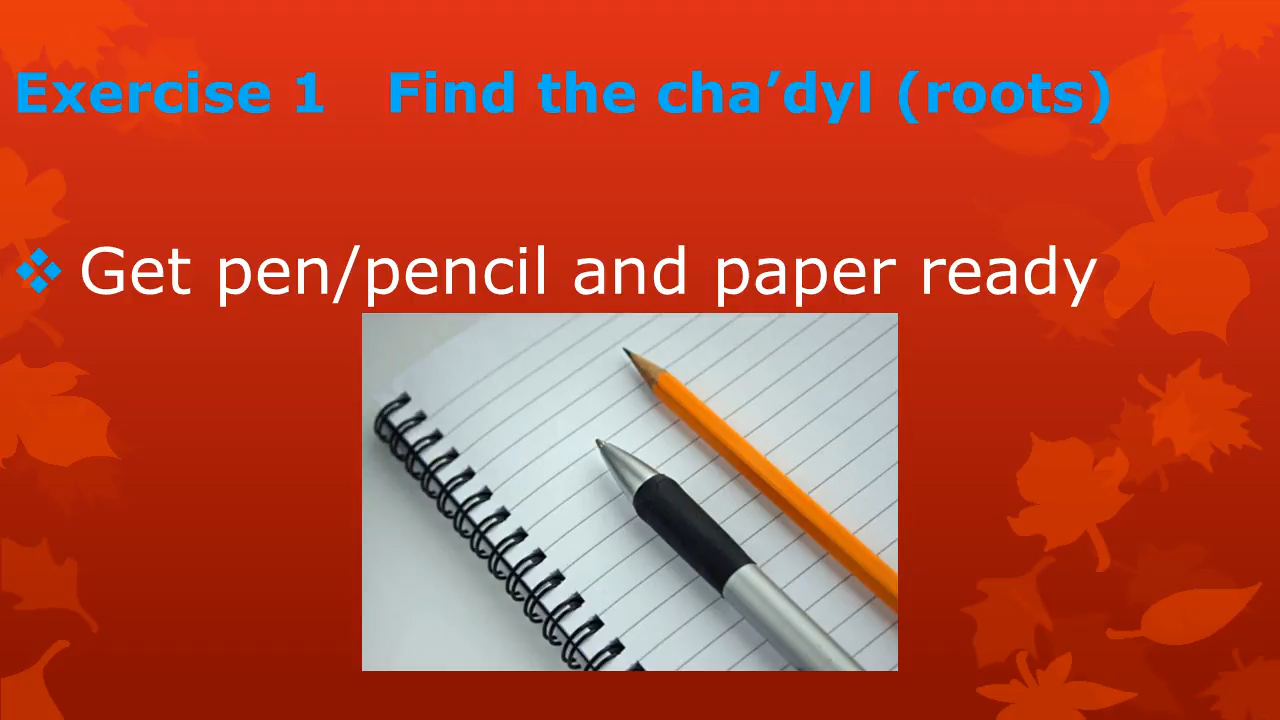 Exercise 1 Find the cha’dyl (roots)
Get pen/pencil and paper ready